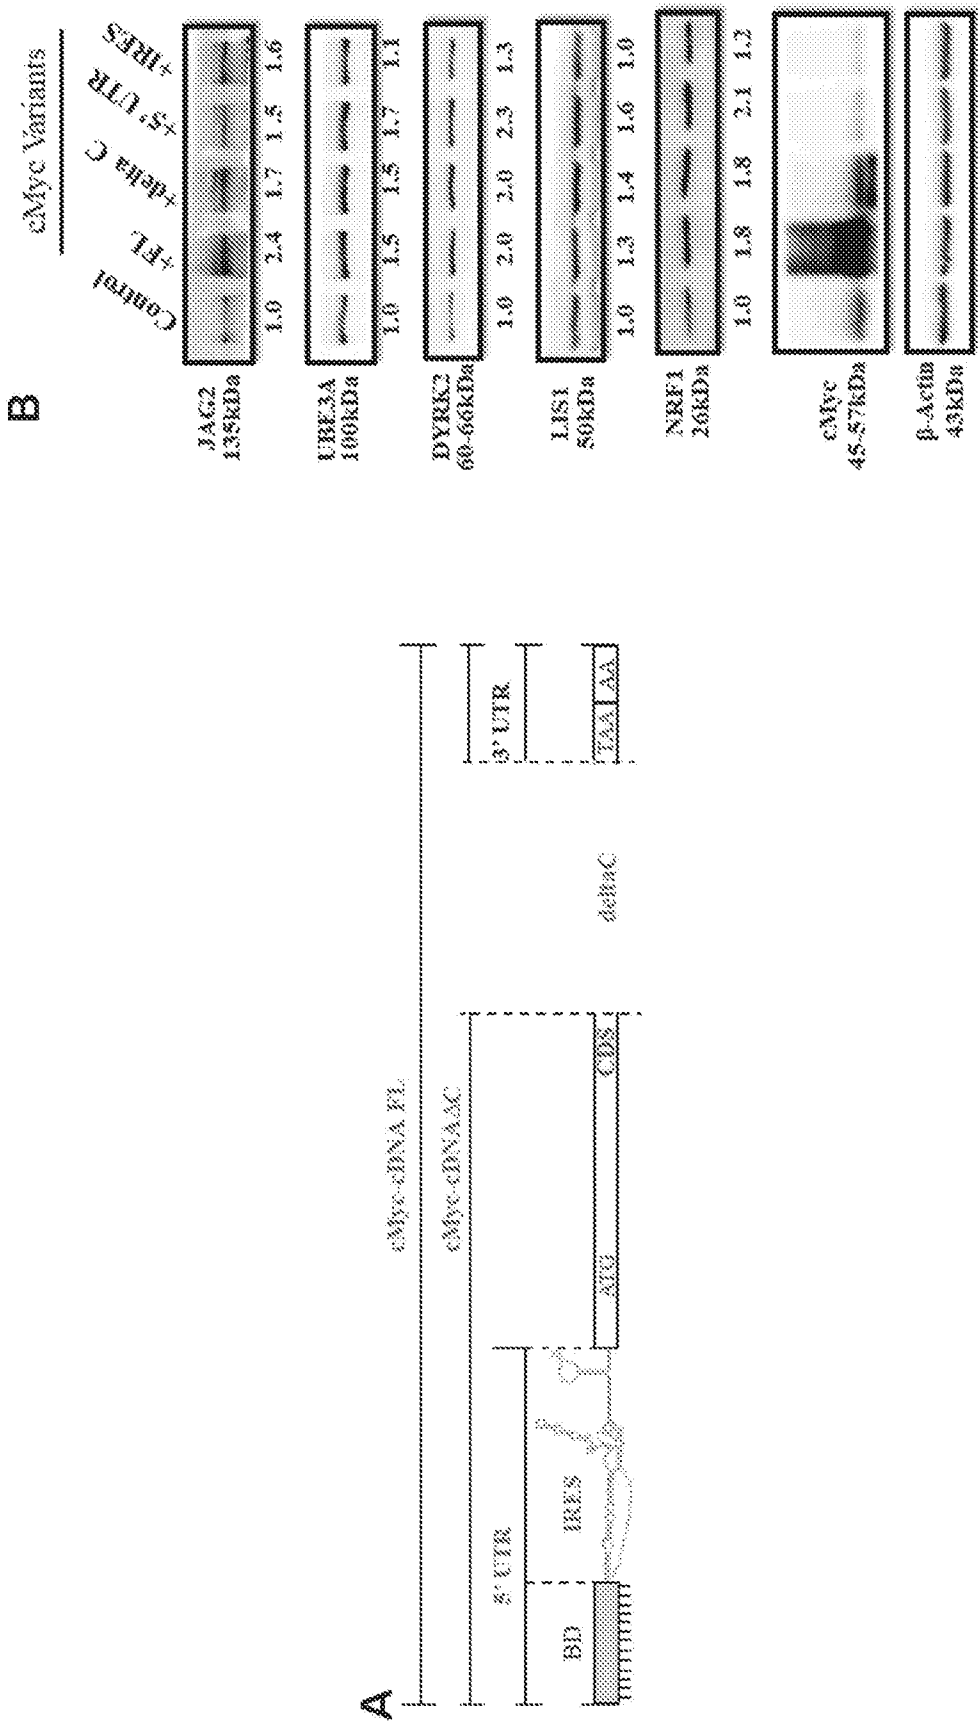 A
cMyc-cDNA FL
cMyc-cDNAΔC
5' UTR
3' UTR
BD
IRES
ATG
CDS
deltaC
TAA
AA
B
cMyc Variants
Control
+FL
+delta C
+5' UTR
+IRES
JAG2
135kDa
1.0 2.4 1.7 1.5 1.6
UBE3A
100kDa
1.0 1.5 1.5 1.7 1.1
DYRK2
60-66kDa
1.0 2.0 2.0 2.3 1.3
LIS1
50kDa
1.0 1.3 1.4 1.6 1.0
NRF1
26kDa
1.0 1.8 1.8 2.1 1.2
cMyc
45-57kDa
β-Actin
43kDa